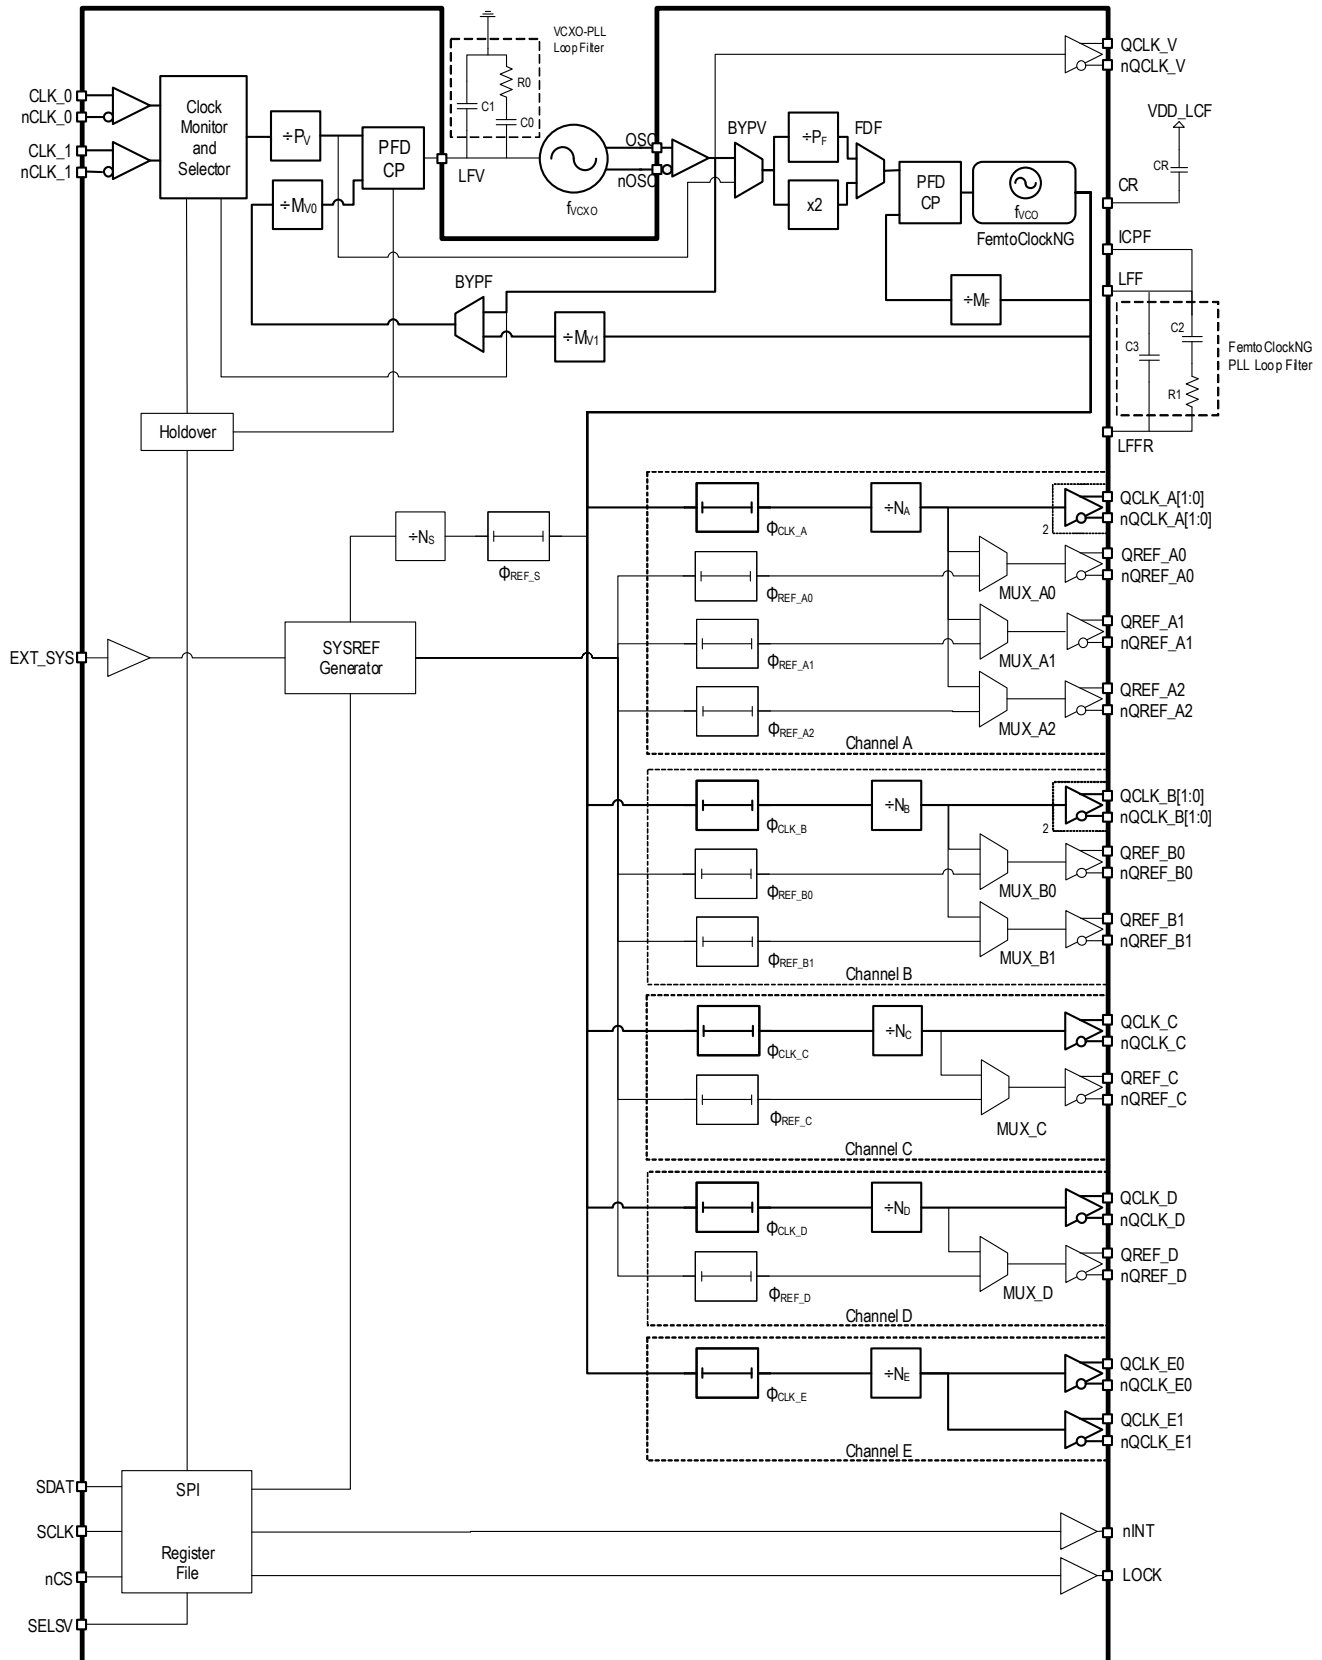 VCXO-PLL
Loop Filter
R0
C1
C0
QCLK_V
nQCLK_V
CLK_0
nCLK_0
CLK_1
nCLK_1
Clock
Monitor
and
Selector
÷PV
PFD
CP
LFV
fVCXO
OSC
nOSC
BYPV
÷PF
x2
FDF
PFD
CP
fVCO
FemtoClockNG
VDD_LCF
CR
CR
ICPF
LFF
÷MV0
BYPF
÷MV1
÷MF
C3
C2
R1
FemtoClockNG
PLL Loop Filter
LFFR
Holdover
÷NS
ΦREF_S
EXT_SYS
SYSREF
Generator
ΦCLK_A
÷NA
2
QCLK_A[1:0]
nQCLK_A[1:0]
ΦREF_A0
MUX_A0
QREF_A0
nQREF_A0
ΦREF_A1
MUX_A1
QREF_A1
nQREF_A1
ΦREF_A2
MUX_A2
QREF_A2
nQREF_A2
Channel A
ΦCLK_B
÷NB
2
QCLK_B[1:0]
nQCLK_B[1:0]
ΦREF_B0
MUX_B0
QREF_B0
nQREF_B0
ΦREF_B1
MUX_B1
QREF_B1
nQREF_B1
Channel B
ΦCLK_C
÷NC
QCLK_C
nQCLK_C
ΦREF_C
MUX_C
QREF_C
nQREF_C
Channel C
ΦCLK_D
÷ND
QCLK_D
nQCLK_D
ΦREF_D
MUX_D
QREF_D
nQREF_D
Channel D
ΦCLK_E
÷NE
QCLK_E0
nQCLK_E0
QCLK_E1
nQCLK_E1
Channel E
SDAT
SCLK
nCS
SELSV
SPI
Register
File
nINT
LOCK